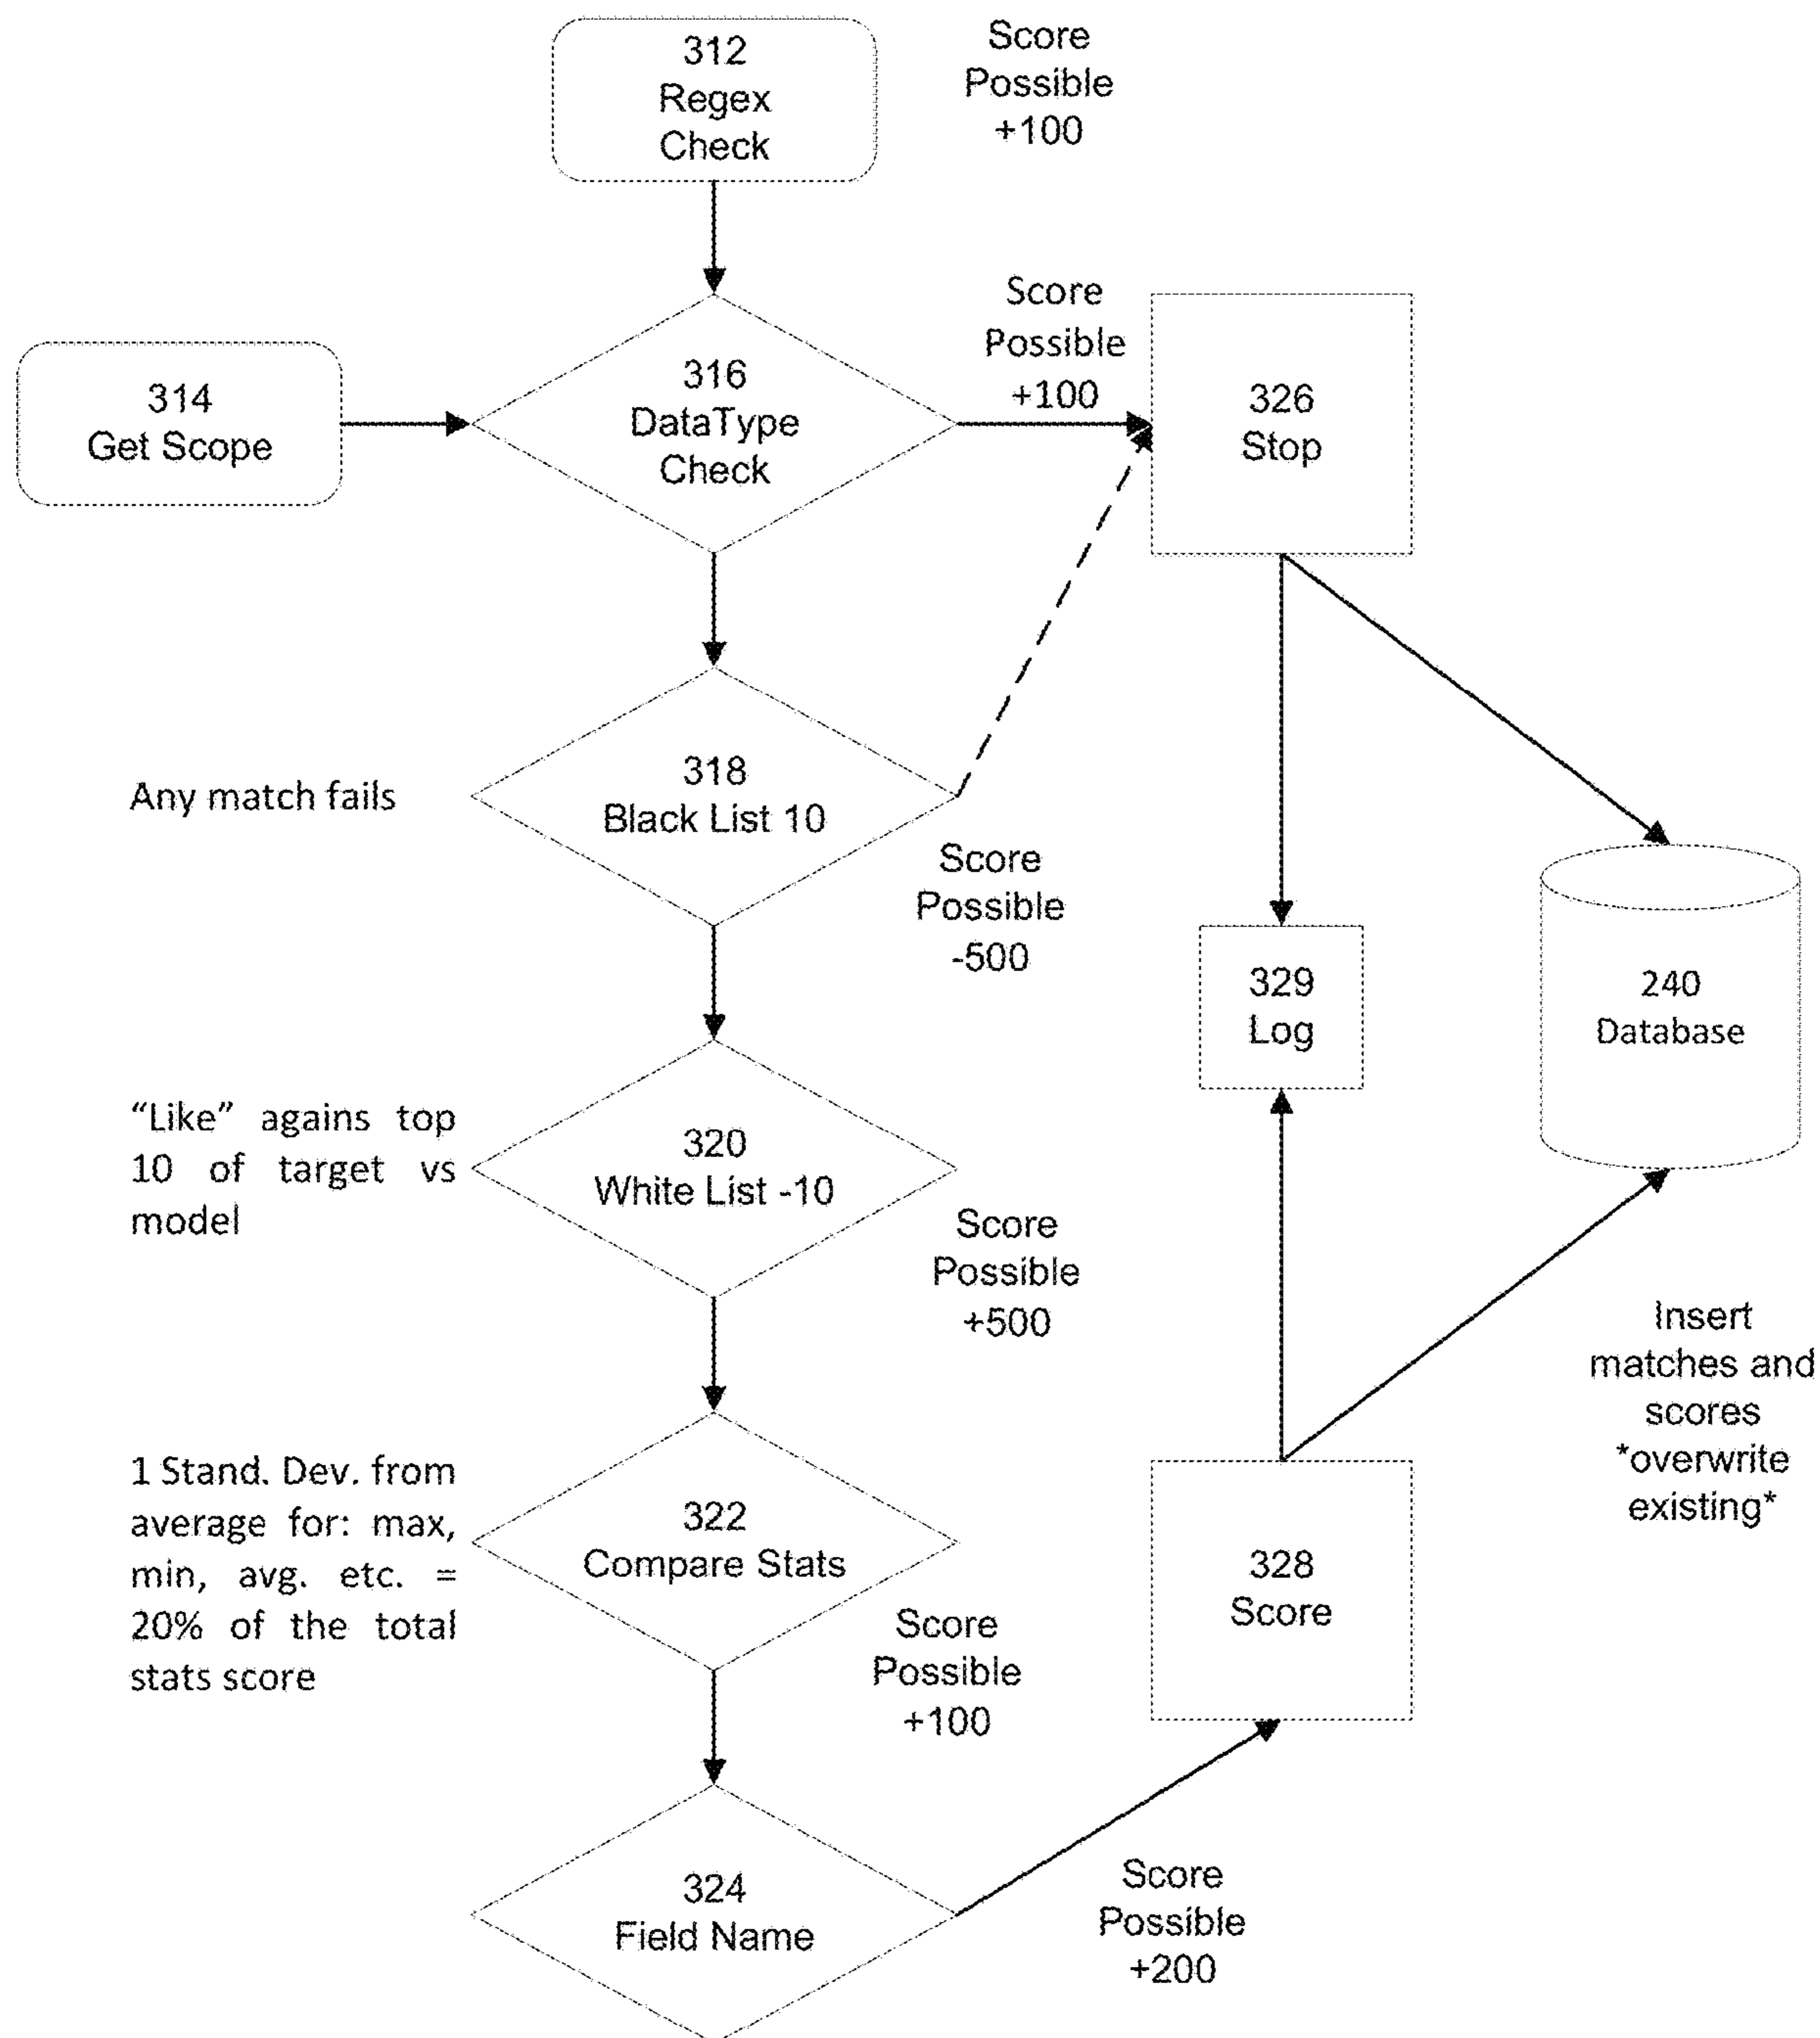 312
Regex
Check
Score
Possible
+100
314
Get Scope
316
DataType
Check
Score
Possible
+100
326
Stop
Any match fails
318
Black List 10
Score
Possible
-500
329
Log
240
Database
“Like” agains top
10 of target vs
model
320
White List -10
Score
Possible
+500
Insert
matches and
scores
*overwrite
existing*
1 Stand. Dev. from
average for: max,
min, avg. etc. =
20% of the total
stats score
322
Compare Stats
Score
Possible
+100
328
Score
324
Field Name
Score
Possible
+200